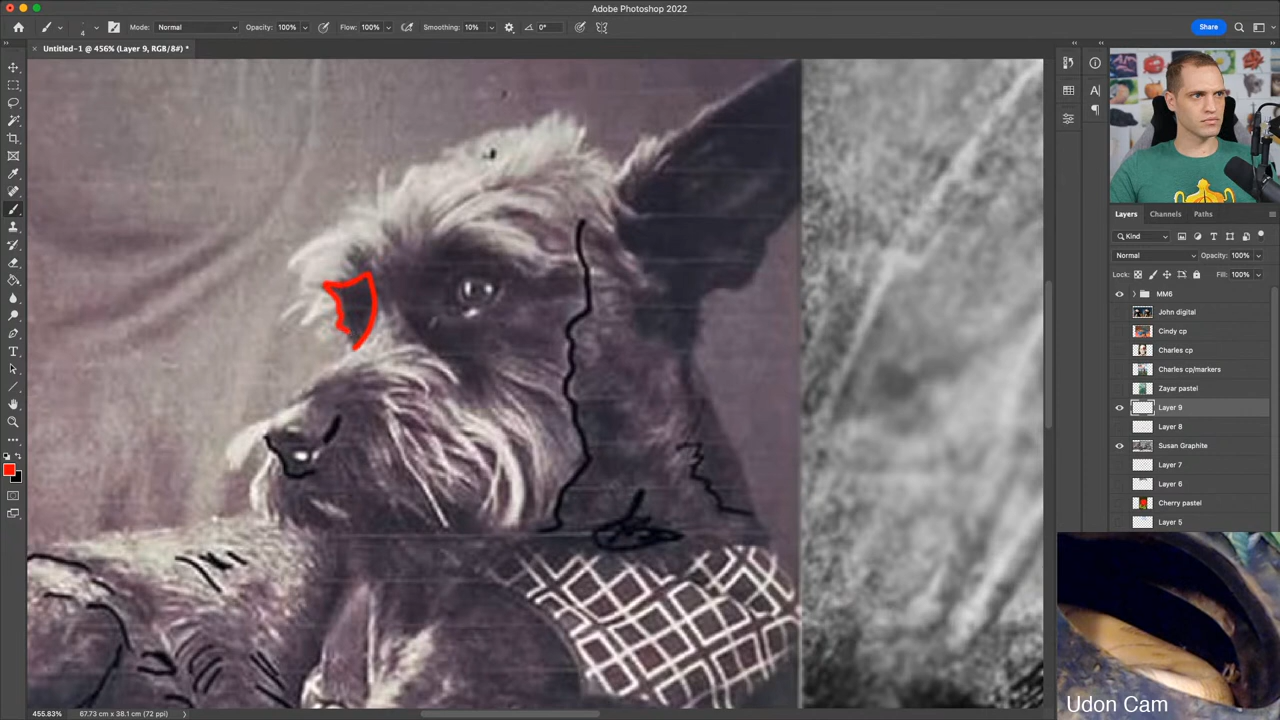 Adobe Photoshop 2022
4
Mode: Normal
Opacity: 100%
Flow: 100%
Smoothing: 10%
0°
Share
Untitled-1 @ 456% (Layer 9, RGB/8#) *
Layers
Channels
Paths
Kind
Normal
Opacity: 100%
Lock:
Fill: 100%
MM6
John digital
Cindy cp
Charles cp
Charles cp/markers
Zayar pastel
Layer 9
Layer 8
Susan Graphite
Layer 7
Layer 6
Cherry pastel
Layer 5
Udon Cam
455.83%
67.73 cm x 38.1 cm (72 ppi)